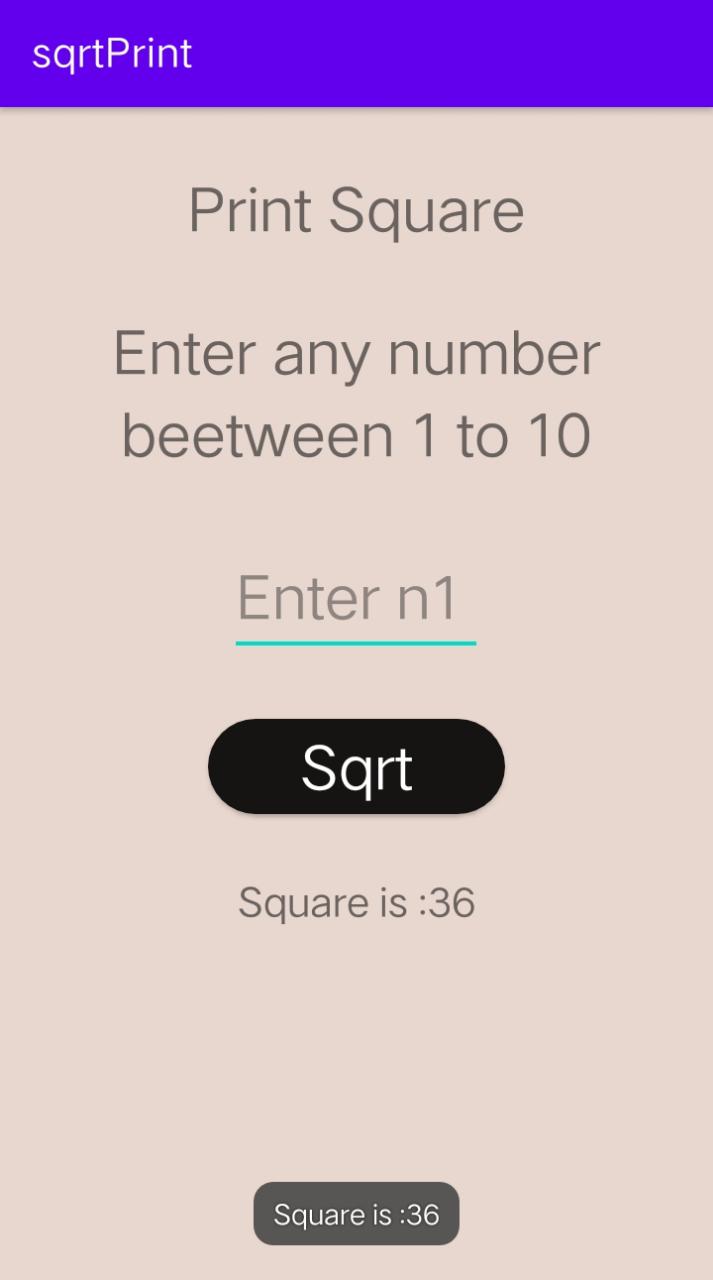 sqrtPrint
Print Square
Enter any number
beetween 1 to 10
Enter n1
Sqrt
Square is :36
Square is :36